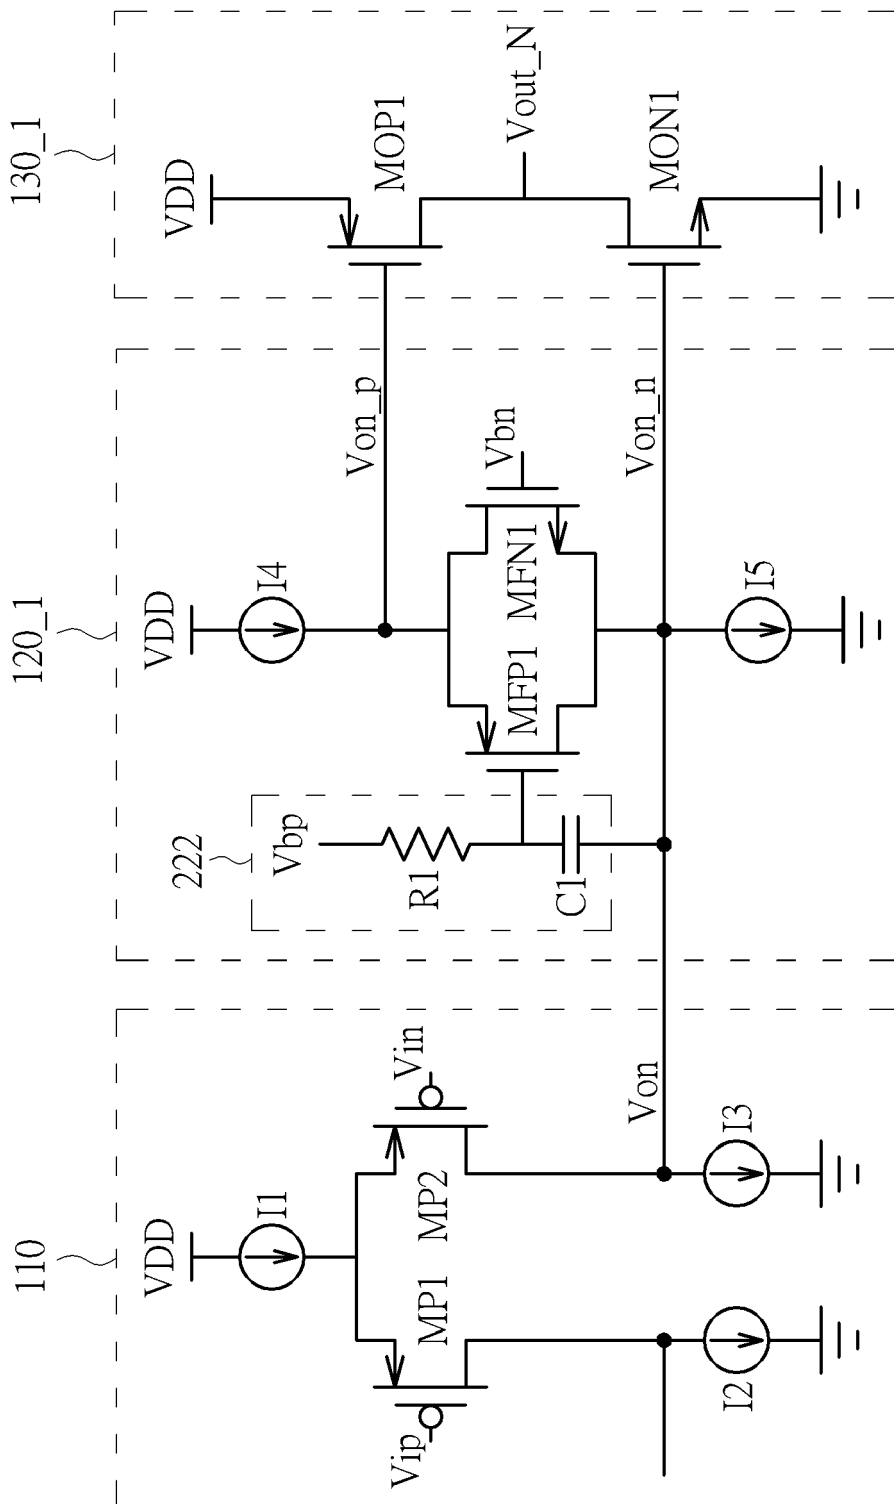 110
VDD
I1
Vip
MP1
MP2
Vin
Von
I2
I3
120_1
VDD
I4
222
Vbp
R1
C1
MFP1
MFN1
Vbn
Von_p
Von_n
I5
130_1
VDD
MOP1
Vout_N
MON1